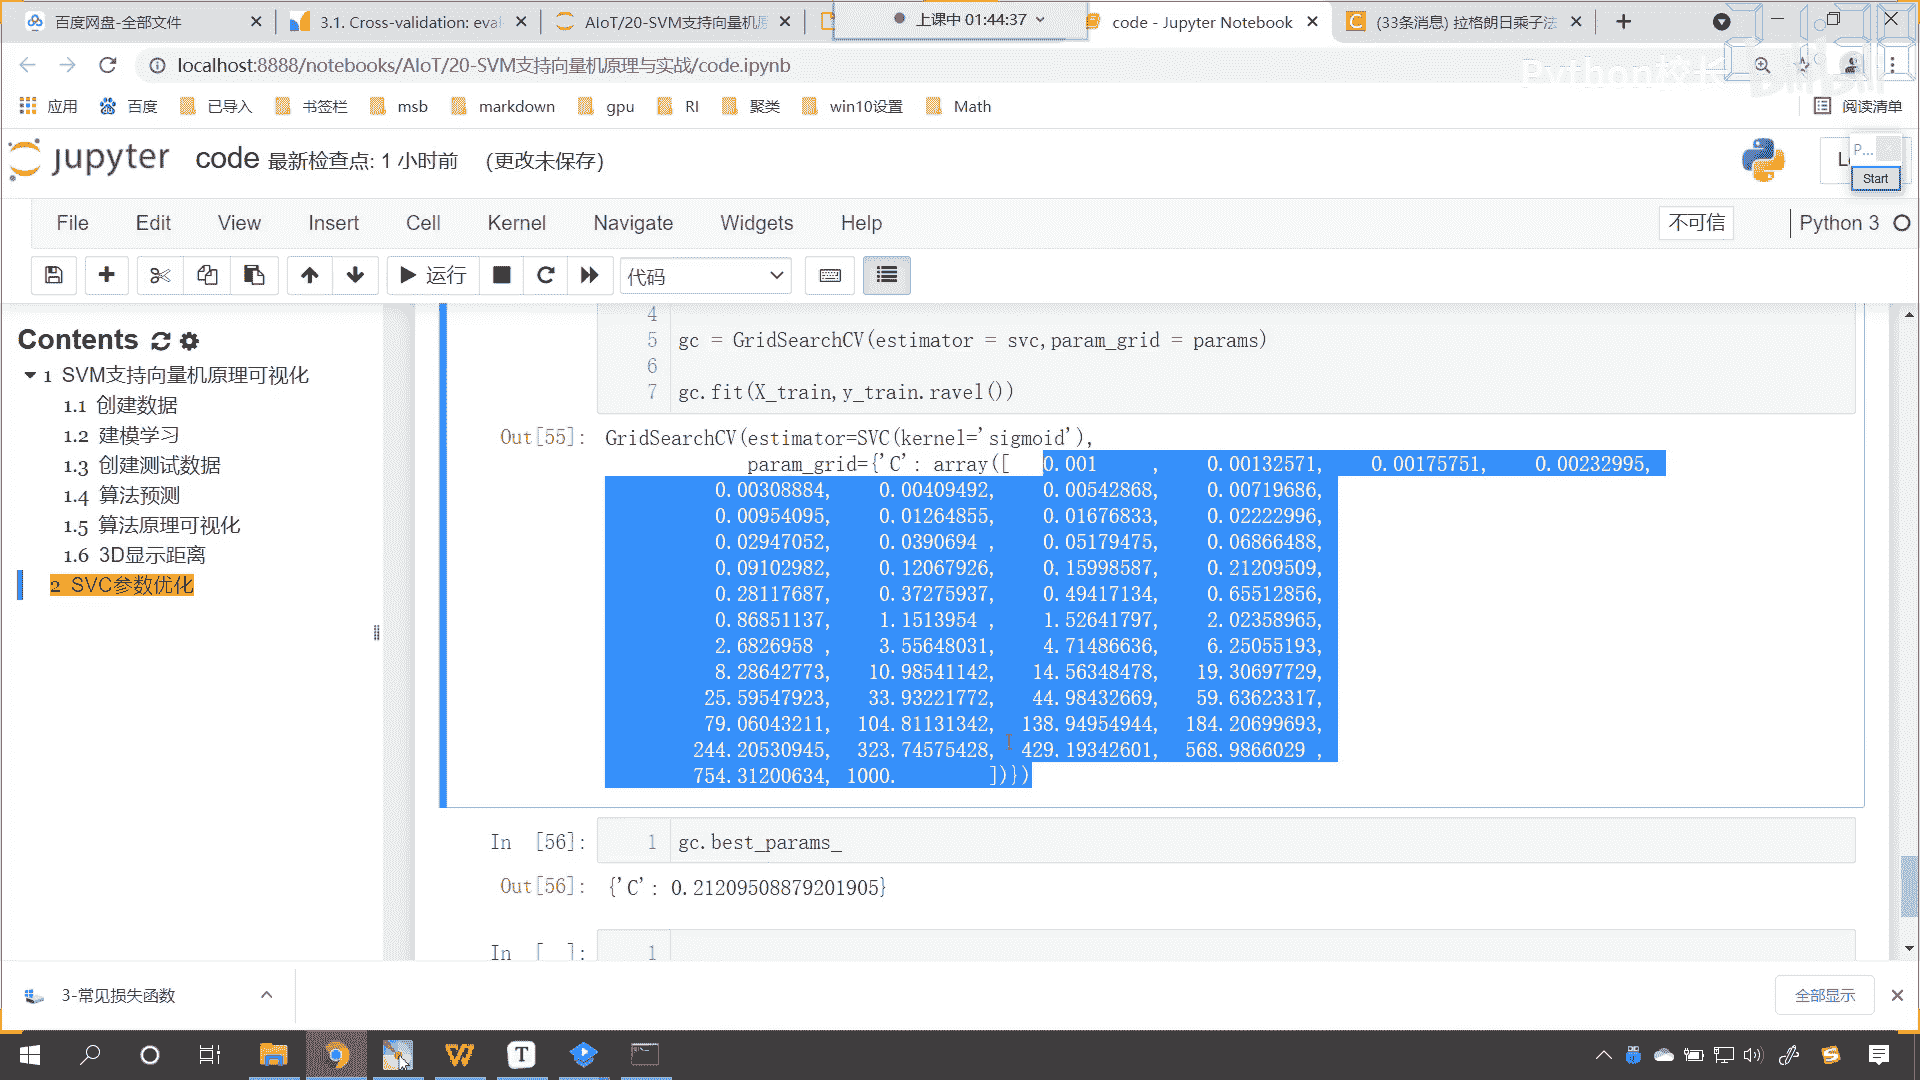 百度网盘-全部文件
3.1. Cross-validation: eval
AIoT/20-SVM支持向量机原
上课中 01:44:37
code - Jupyter Notebook
(33条消息) 拉格朗日乘子法
localhost:8888/notebooks/AIoT/20-SVM支持向量机原理与实战/code.ipynb
Python校长
应用
百度
已导入
书签栏
msb
markdown
gpu
RI
聚类
win10设置
Math
阅读清单
jupyter code 最新检查点: 1 小时前 (更改未保存)
P...
Start
File Edit View Insert Cell Kernel Navigate Widgets Help
不可信
Python 3
运行
代码
Contents
1 SVM支持向量机原理可视化
1.1 创建数据
1.2 建模学习
1.3 创建测试数据
1.4 算法预测
1.5 算法原理可视化
1.6 3D显示距离
2 SVC参数优化
4
5 gc = GridSearchCV(estimator = svc,param_grid = params)
6
7 gc.fit(X_train,y_train.ravel())
Out[55]: GridSearchCV(estimator=SVC(kernel='sigmoid'),
param_grid={'C': array([ 0.001 , 0.00132571, 0.00175751, 0.00232995,
0.00308884, 0.00409492, 0.00542868, 0.00719686,
0.00954095, 0.01264855, 0.01676833, 0.02222996,
0.02947052, 0.0390694 , 0.05179475, 0.06866488,
0.09102982, 0.12067926, 0.15998587, 0.21209509,
0.28117687, 0.37275937, 0.49417134, 0.65512856,
0.86851137, 1.1513954 , 1.52641797, 2.02358965,
2.6826958 , 3.55648031, 4.71486636, 6.25055193,
8.28642773, 10.98541142, 14.56348478, 19.30697729,
25.59547923, 33.93221772, 44.98432669, 59.63623317,
79.06043211, 104.81131342, 138.94954944, 184.20699693,
244.20530945, 323.74575428, 429.19342601, 568.9866029 ,
754.31200634, 1000. ])})
In [56]: 1 gc.best_params_
Out[56]: {'C': 0.21209508879201905}
In [ ]: 1
3-常见损失函数
全部显示